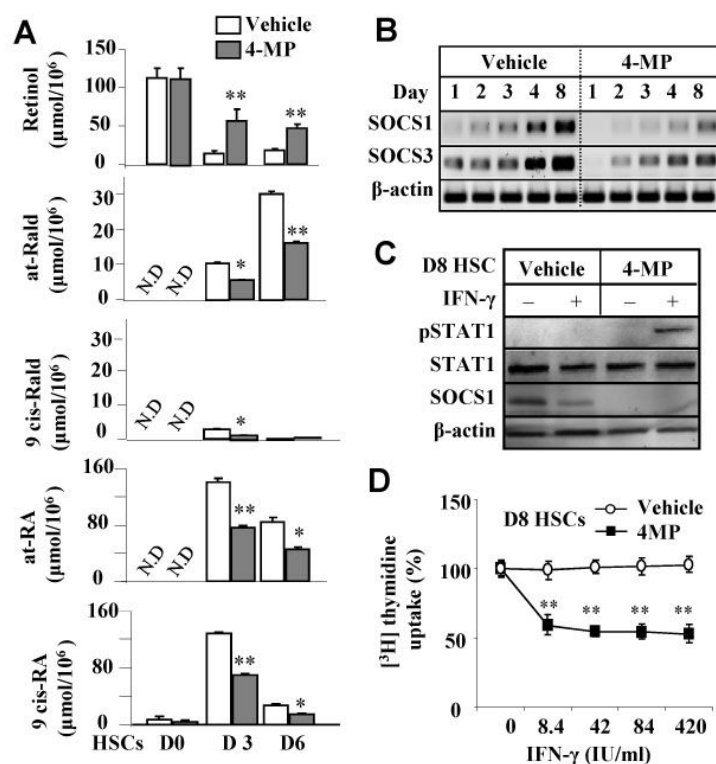 A
Vehicle
4-MP
Retinol
(μmol/10⁶)
150
100
50
0
**
**
at-Rald
(μmol/10⁶)
30
20
10
0
N.D
N.D
*
**
9 cis-Rald
(μmol/10⁶)
30
20
10
0
N.D
N.D
*
at-RA
(μmol/10⁶)
160
80
0
N.D
N.D
**
*
9 cis-RA
(μmol/10⁶)
120
80
40
0
**
*
HSCs D0 D 3 D6
B
Vehicle 4-MP
Day 1 2 3 4 8 1 2 3 4 8
SOCS1
SOCS3
β-actin
C
D8 HSC Vehicle 4-MP
IFN-γ – + – +
pSTAT1
STAT1
SOCS1
β-actin
D
D8 HSCs
Vehicle
4MP
[³H] thymidine
uptake (%)
150
100
50
0
** ** ** **
0 8.4 42 84 420
IFN-γ (IU/ml)